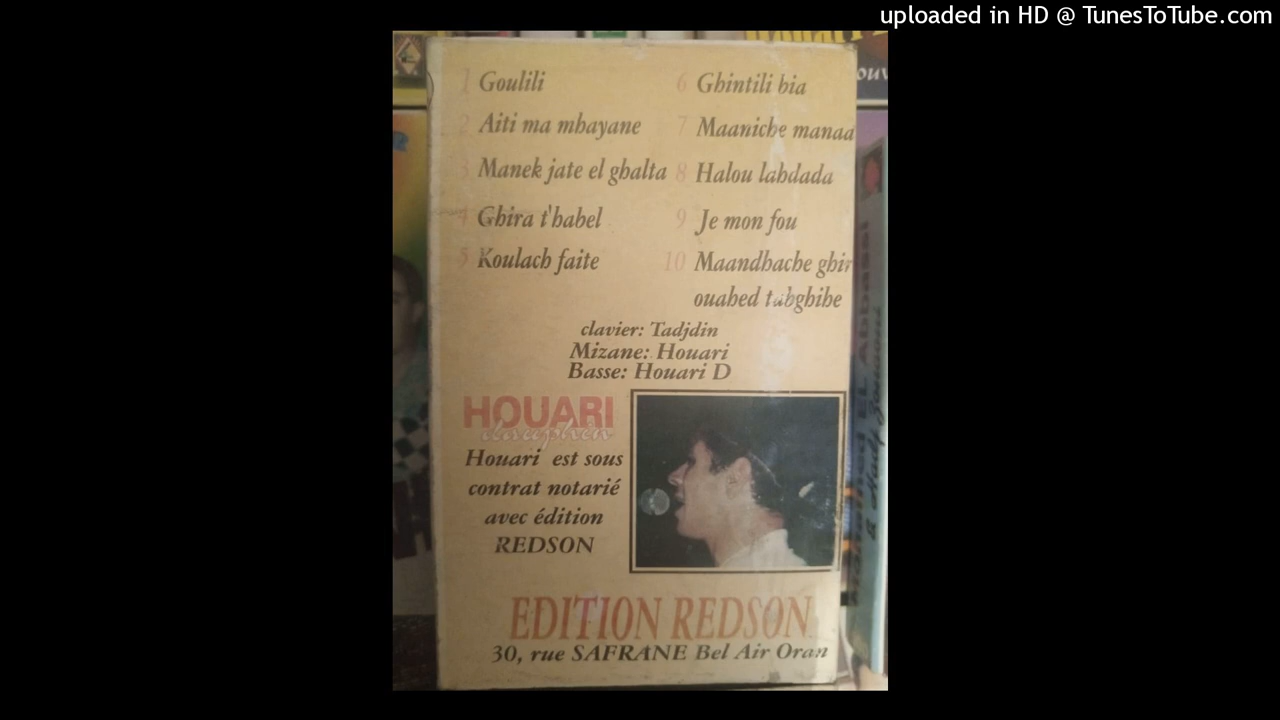 uploaded in HD @ TunesToTube.com
1 Goulili
2 Aiti ma mbayane
3 Manek jate el ghalta
4 Ghira t'habel
5 Koulach faite
6 Ghintili bia
7 Maaniche manaa
8 Halou lahdada
9 Je mon fou
10 Maandhache ghir
ouahed tabghihe
clavier: Tadjdin
Mizane: Houari
Basse: Houari D
HOUARI
dauphin
Houari est sous
contrat notarié
avec édition
REDSON
EDITION REDSON
30, rue SAFRANE Bel Air Oran